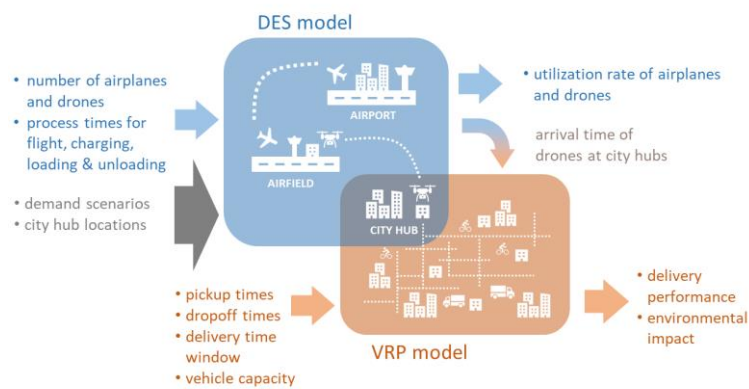 DES model
• number of airplanes
and drones
• process times for
flight, charging,
loading & unloading
• demand scenarios
• city hub locations
AIRPORT
AIRFIELD
CITY HUB
• utilization rate of airplanes
and drones
arrival time of
drones at city hubs
• pickup times
• dropoff times
• delivery time
window
• vehicle capacity
VRP model
• delivery
performance
• environmental
impact